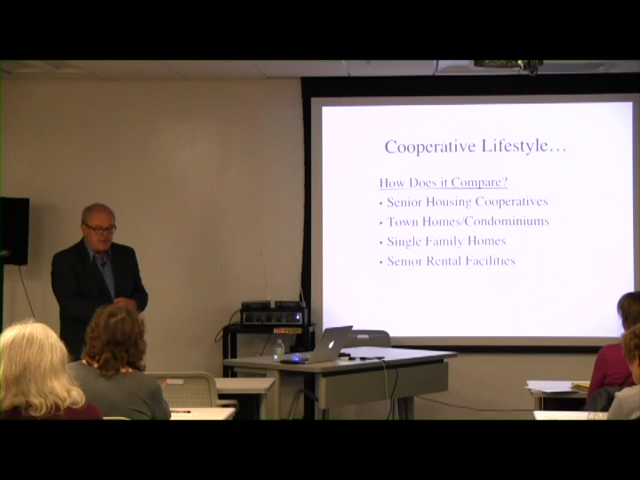 Cooperative Lifestyle…
How Does it Compare?
• Senior Housing Cooperatives
• Town Homes/Condominiums
• Single Family Homes
• Senior Rental Facilities